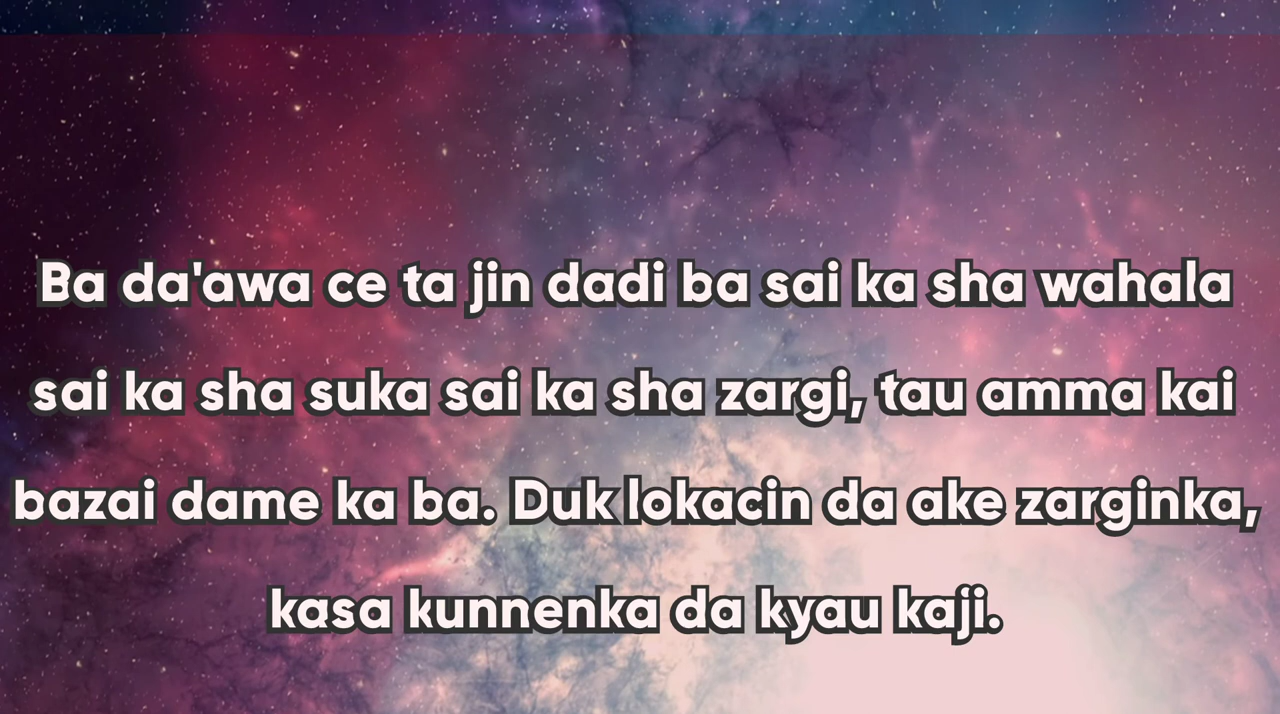 Ba da'awa ce ta jin dadi ba sai ka sha wahala
sai ka sha suka sai ka sha zargi, tau amma kai
bazai dame ka ba. Duk lokacin da ake zarginka,
kasa kunnenka da kyau kaji.